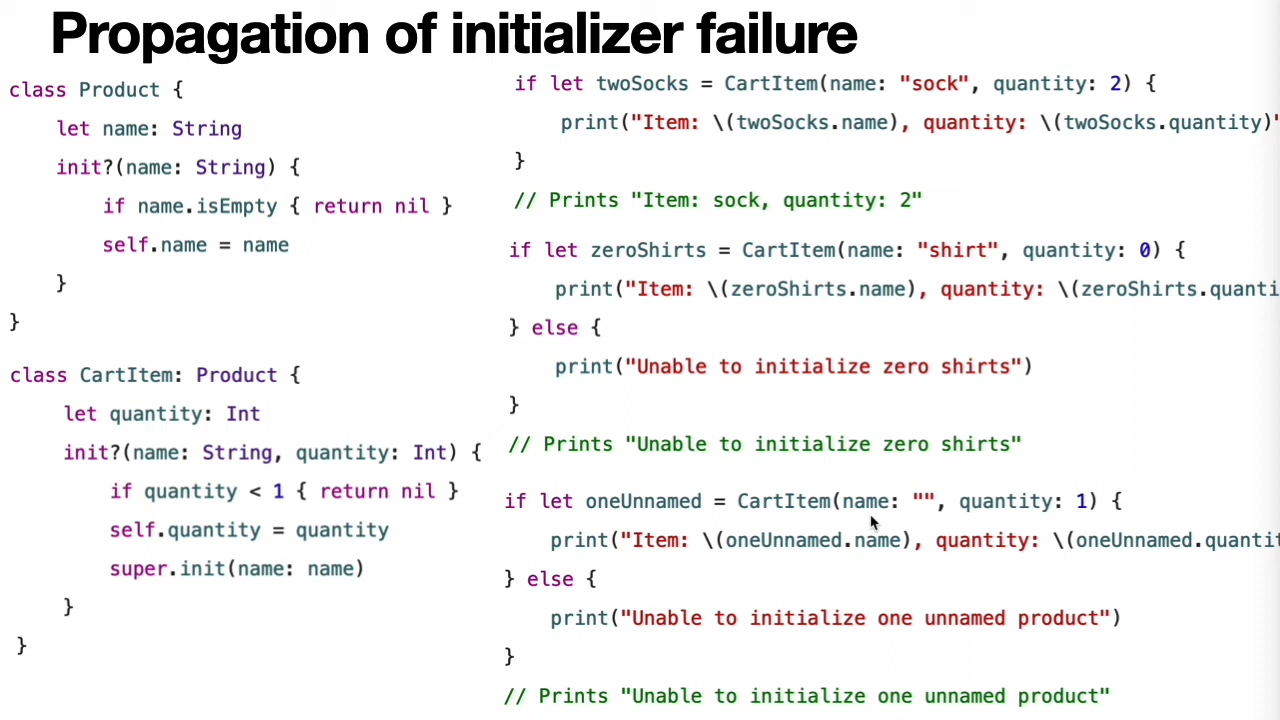 Propagation of initializer failure
class Product {
let name: String
init?(name: String) {
if name.isEmpty { return nil }
self.name = name
}
}
class CartItem: Product {
let quantity: Int
init?(name: String, quantity: Int) {
if quantity < 1 { return nil }
self.quantity = quantity
super.init(name: name)
}
}
if let twoSocks = CartItem(name: "sock", quantity: 2) {
print("Item: \(twoSocks.name), quantity: \(twoSocks.quantity)"
}
// Prints "Item: sock, quantity: 2"
if let zeroShirts = CartItem(name: "shirt", quantity: 0) {
print("Item: \(zeroShirts.name), quantity: \(zeroShirts.quanti
} else {
print("Unable to initialize zero shirts")
}
// Prints "Unable to initialize zero shirts"
if let oneUnnamed = CartItem(name: "", quantity: 1) {
print("Item: \(oneUnnamed.name), quantity: \(oneUnnamed.quantit
} else {
print("Unable to initialize one unnamed product")
}
// Prints "Unable to initialize one unnamed product"